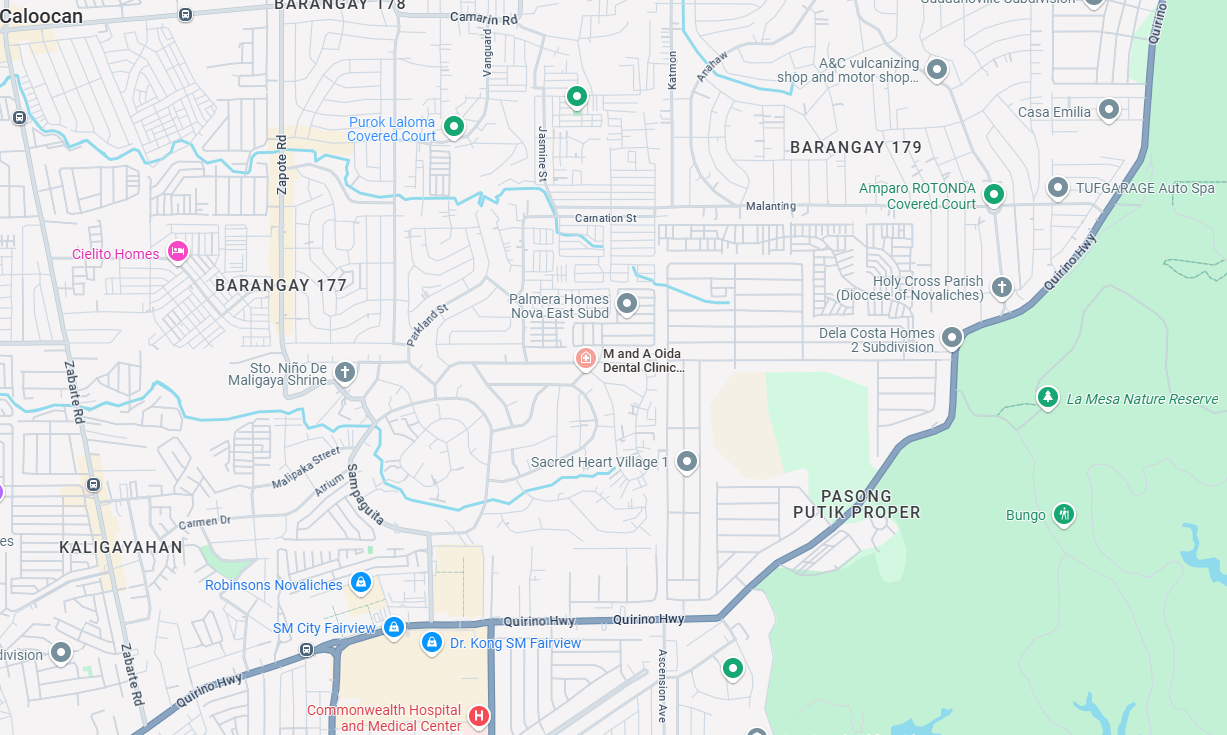 BARANGAY 178
Caloocan
Camarin Rd
Quirino
Vanguard
Katmon
Anahaw
A&C vulcanizing
shop and motor shop...
Casa Emilia
Purok Laloma
Covered Court
Jasmine St
Zapote Rd
BARANGAY 179
Amparo ROTONDA
Covered Court
TUFGARAGE Auto Spa
Malanting
Carnation St
Cielito Homes
Quirino Hwy
BARANGAY 177
Holy Cross Parish
(Diocese of Novaliches)
Palmera Homes
Nova East Subd
Parkland St
Dela Costa Homes
2 Subdivision
M and A Oida
Dental Clinic...
Sto. Niño De
Maligaya Shrine
Zabarte Rd
La Mesa Nature Reserve
Malipaka Street
Sacred Heart Village 1
Atrium
Sampaguita
PASONG
PUTIK PROPER
Bungo
Carmen Dr
es
KALIGAYAHAN
Robinsons Novaliches
Quirino Hwy
Quirino Hwy
SM City Fairview
Dr. Kong SM Fairview
division
Zabarte Rd
Quirino Hwy
Ascension Ave
Commonwealth Hospital
and Medical Center